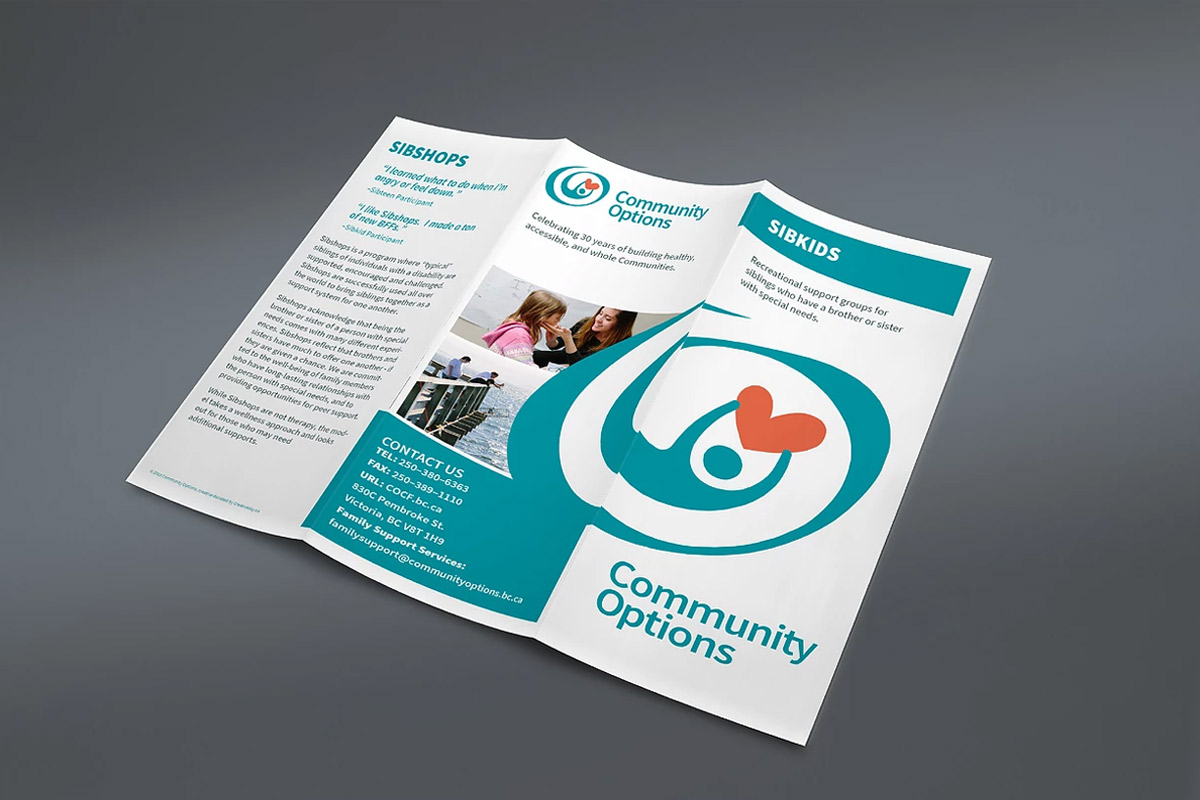 SIBSHOPS
"I learned what to do when I'm
angry or feel down."
-Sibteen Participant
"I like Sibshops. I made a ton
of new BFFs."
-Sibkid Participant
Sibshops is a program where "typical"
siblings of individuals with a disability are
supported, encouraged and challenged.
Sibshops are successfully used all over
the world to bring siblings together as a
support system for one another.
Sibshops acknowledge that being the
brother or sister of a person with special
needs comes with many different experi-
ences. Sibshops reflect that brothers and
sisters have much to offer one another - if
they are given a chance. We are commit-
ted to the well-being of family members
who have long-lasting relationships with
the person with special needs, and to
providing opportunities for peer support.
While Sibshops are not therapy, the mod-
el takes a wellness approach and looks
out for those who may need
additional supports.
Community
Options
Celebrating 30 years of building healthy,
accessible, and whole Communities.
CONTACT US
TEL: 250-380-6363
FAX: 250-389-1110
URL: COCF.bc.ca
830C Pembroke St.
Victoria, BC V8T 1H9
Family Support Services:
familysupport@communityoptions.bc.ca
SIBKIDS
Recreational support groups for
siblings who have a brother or sister
with special needs.
Community
Options